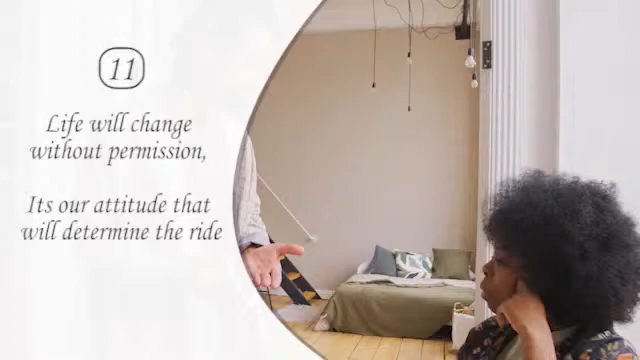 11
Life will change
without permission,
Its our attitude that
will determine the ride